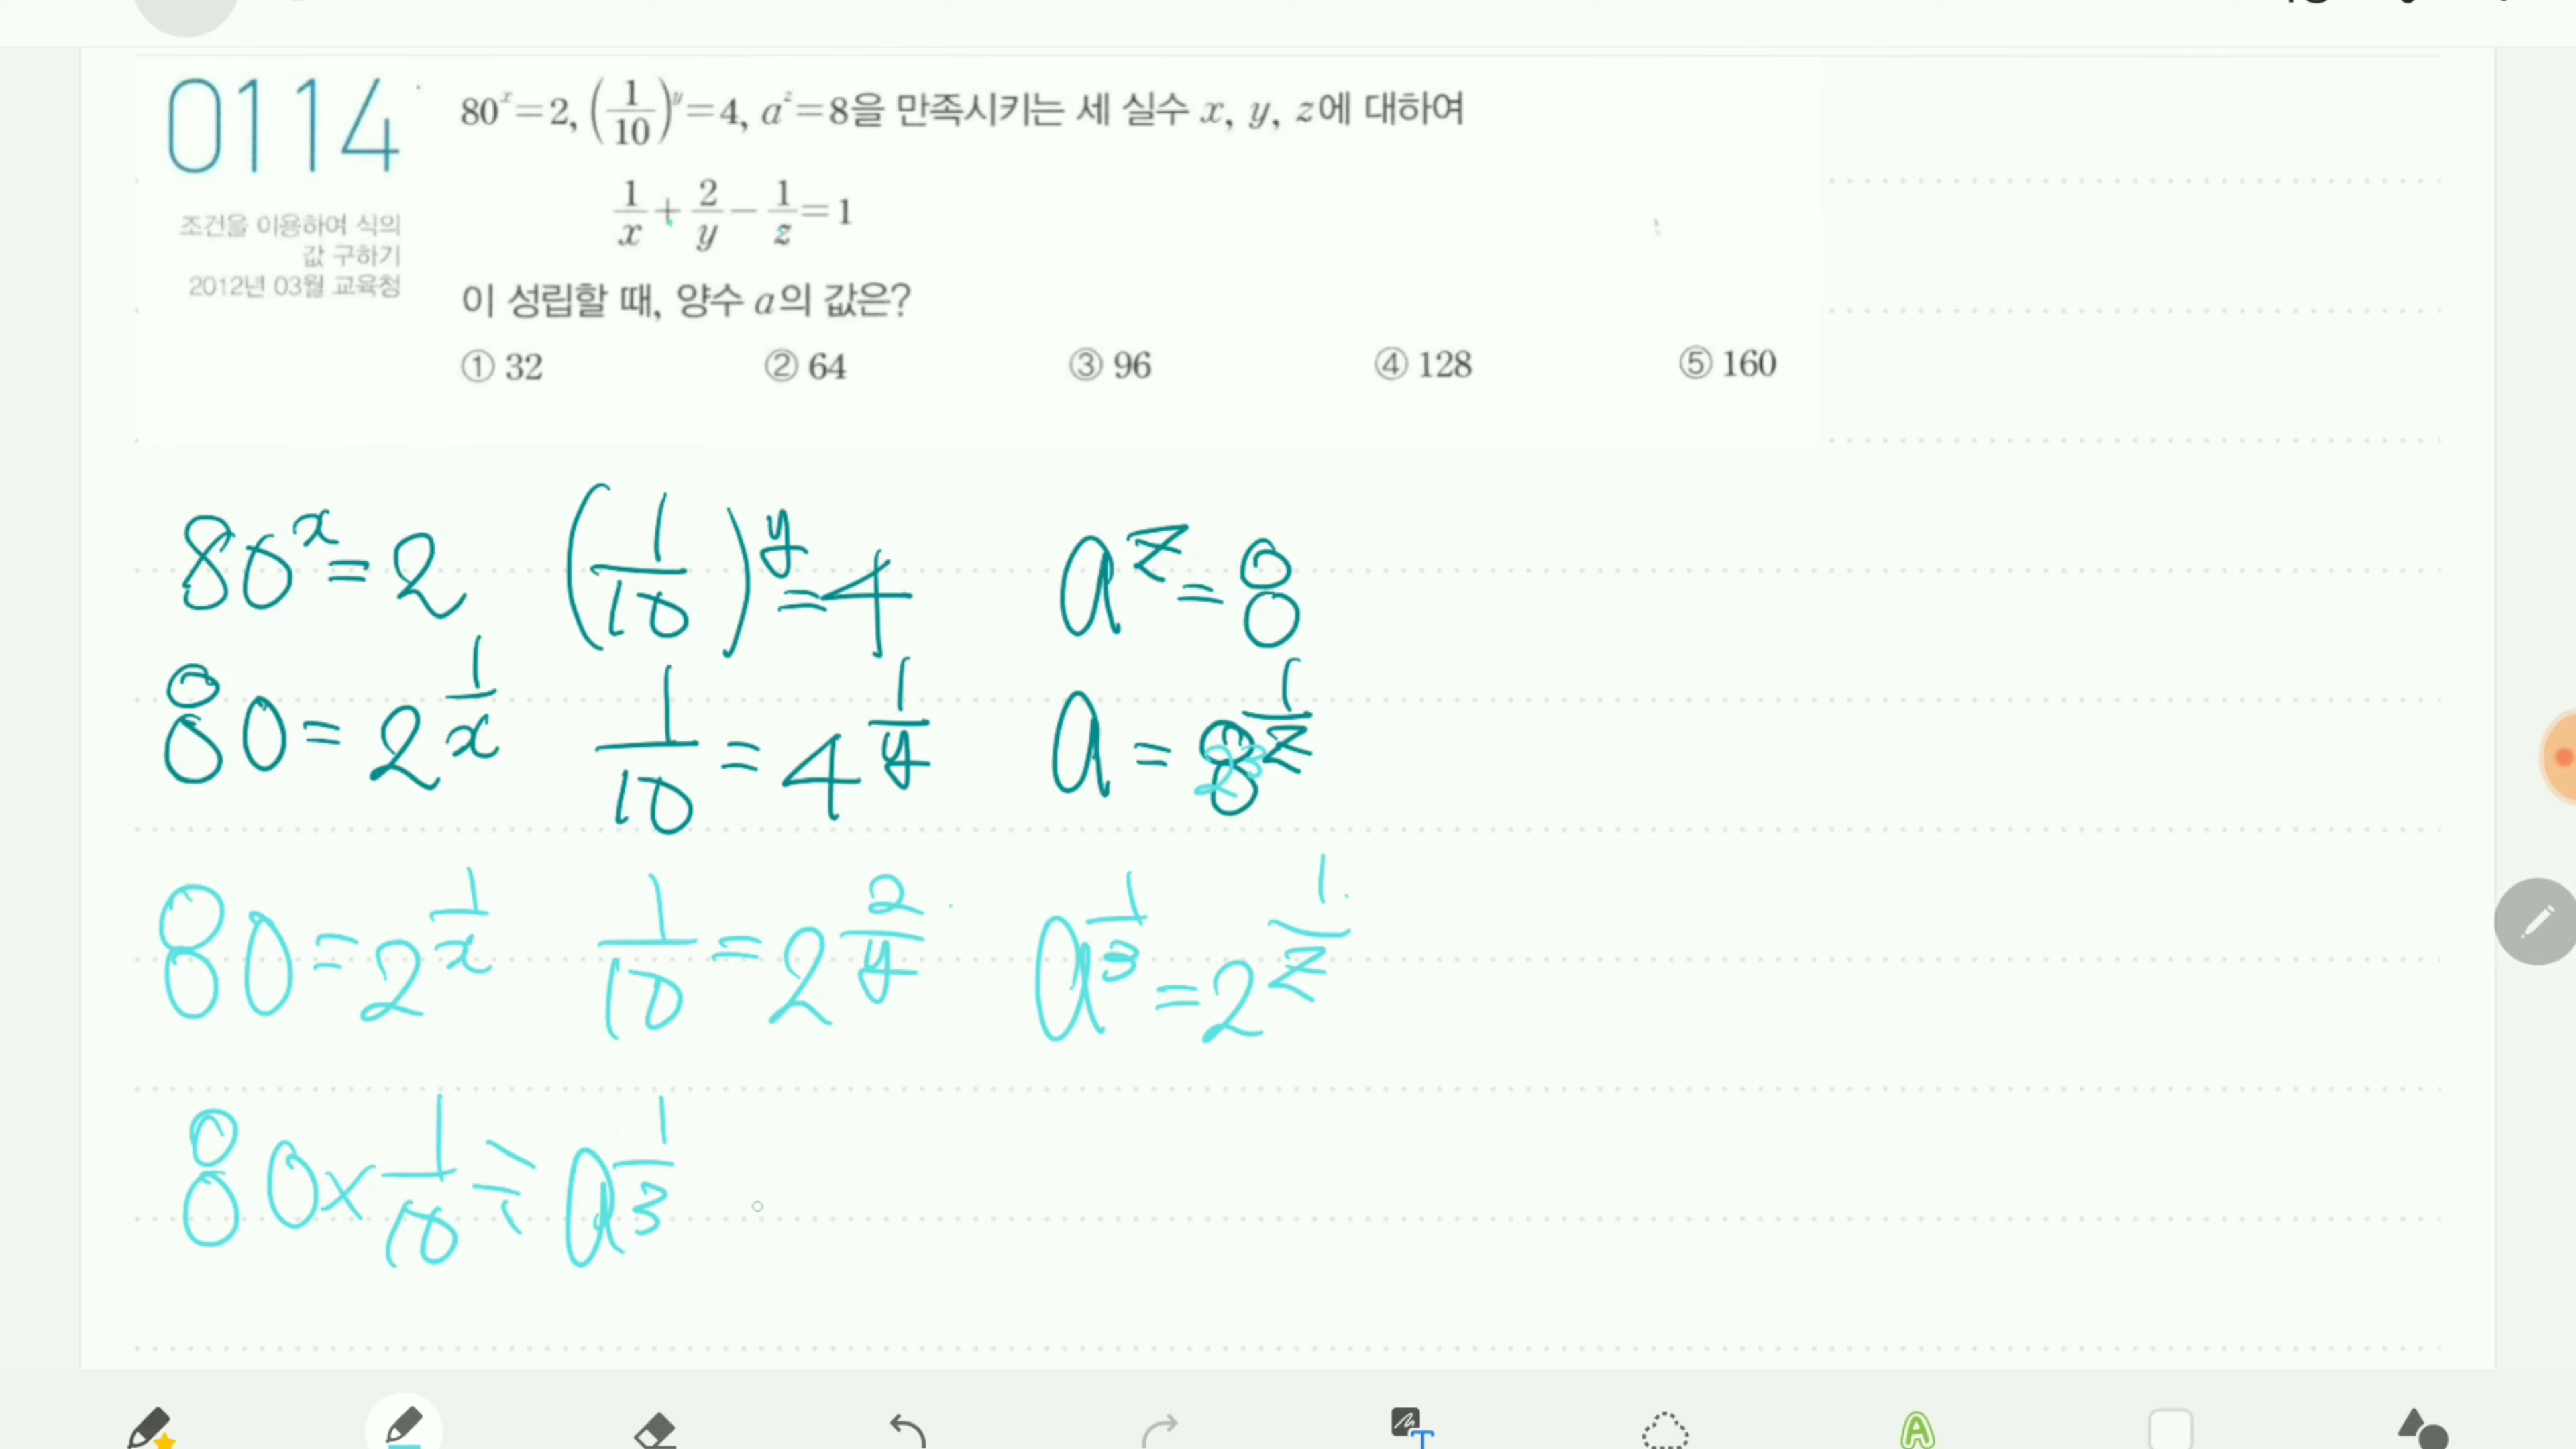 0114
80^x=2, (1/10)^y=4, a^z=8을 만족시키는 세 실수 x, y, z에 대하여
1/x + 2/y − 1/z = 1
조건을 이용하여 식의
값 구하기
2012년 03월 교육청
이 성립할 때, 양수 a의 값은?
① 32 ② 64 ③ 96 ④ 128 ⑤ 160
80^x=2 (1/10)^y=4 a^z=8
80=2^(1/x) 1/10=4^(1/y) a=8^(1/z) 2^3
80=2^(1/x) 1/10=2^(2/y) a^(1/3)=2^(1/z)
80×1/10÷a^(1/3)